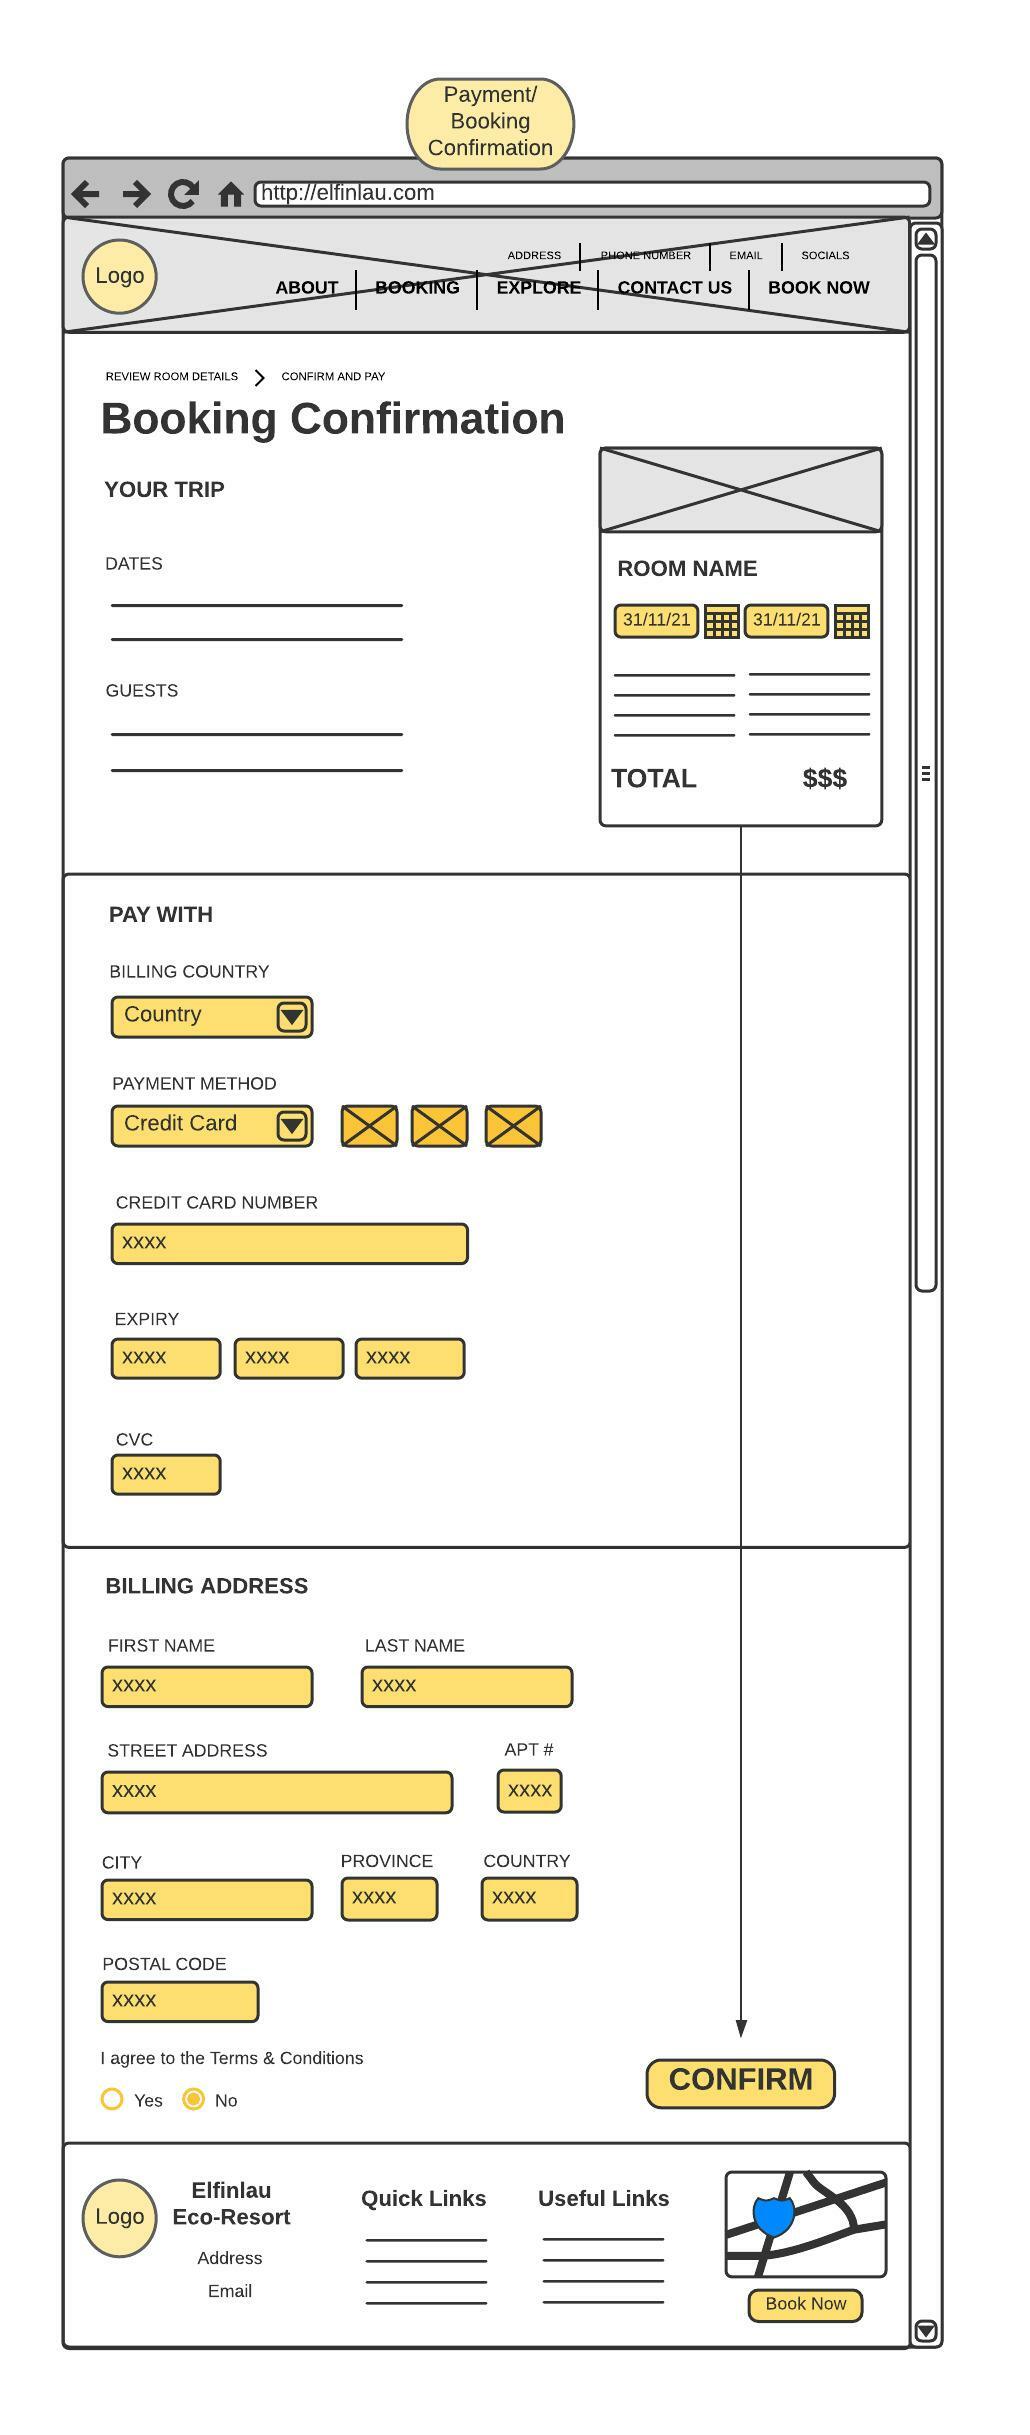 Payment/
Booking
Confirmation
http://elfinlau.com
Logo
ADDRESS PHONE NUMBER EMAIL SOCIALS
ABOUT BOOKING EXPLORE CONTACT US BOOK NOW
REVIEW ROOM DETAILS CONFIRM AND PAY
Booking Confirmation
YOUR TRIP
DATES
GUESTS
ROOM NAME
31/11/21 31/11/21
TOTAL $$$
PAY WITH
BILLING COUNTRY
Country
PAYMENT METHOD
Credit Card
CREDIT CARD NUMBER
xxxx
EXPIRY
xxxx xxxx xxxx
CVC
xxxx
BILLING ADDRESS
FIRST NAME LAST NAME
xxxx xxxx
STREET ADDRESS APT #
xxxx xxxx
CITY PROVINCE COUNTRY
xxxx xxxx xxxx
POSTAL CODE
xxxx
I agree to the Terms & Conditions
Yes No
CONFIRM
Logo
Elfinlau
Eco-Resort
Address
Email
Quick Links
Useful Links
Book Now